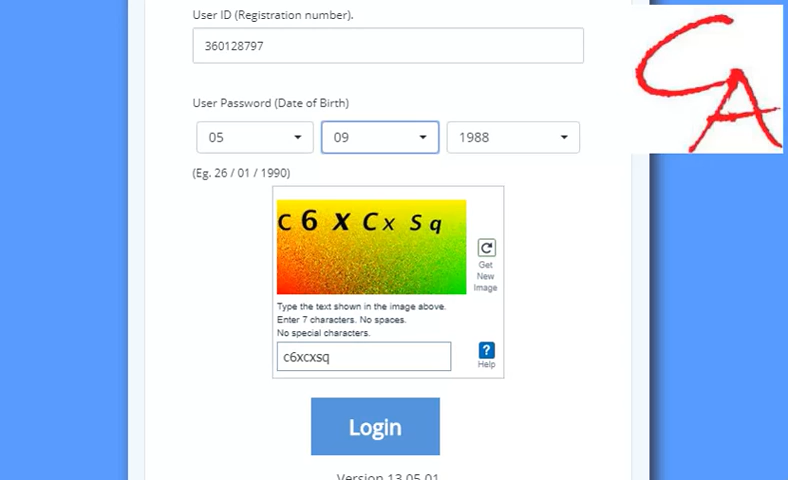 User ID (Registration number).
360128797
User Password (Date of Birth)
05 09 1988
(Eg. 26 / 01 / 1990)
c 6 x C x S q
Get
New
Image
Type the text shown in the image above.
Enter 7 characters. No spaces.
No special characters.
c6xcxsq
?
Help
Login
Version 13.05.01
CA